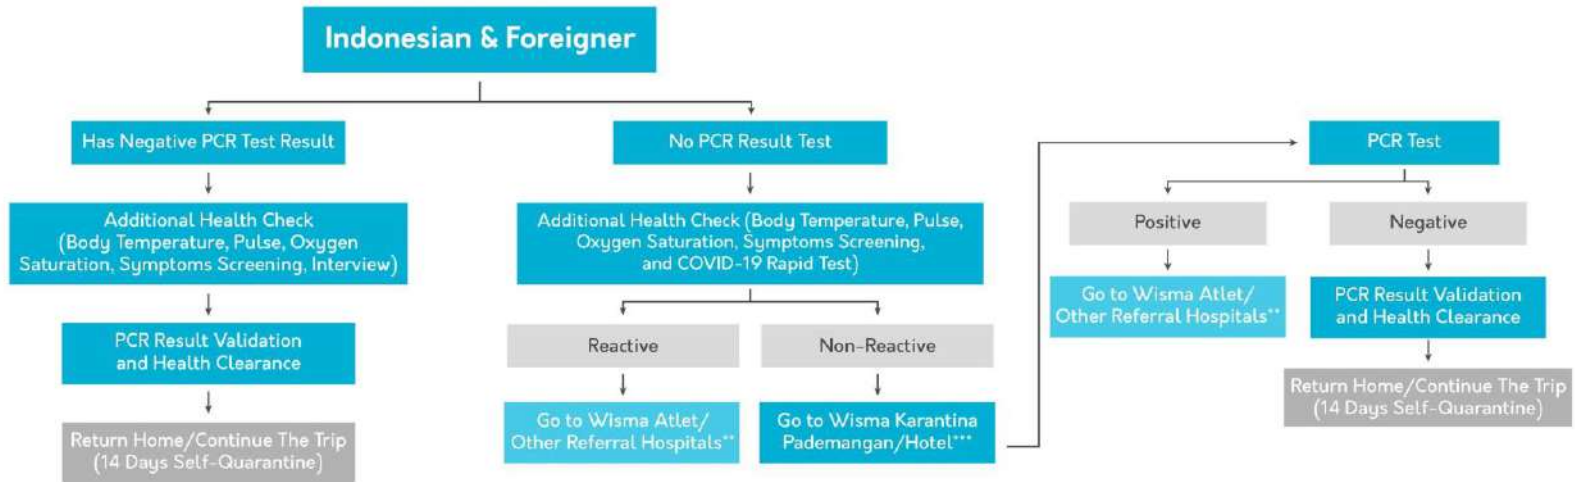 Indonesian & Foreigner
Has Negative PCR Test Result
Additional Health Check
(Body Temperature, Pulse, Oxygen
Saturation, Symptoms Screening, Interview)
PCR Result Validation
and Health Clearance
Return Home/Continue The Trip
(14 Days Self-Quarantine)
No PCR Result Test
Additional Health Check (Body Temperature, Pulse,
Oxygen Saturation, Symptoms Screening,
and COVID-19 Rapid Test)
Reactive
Go to Wisma Atlet/
Other Referral Hospitals**
Non-Reactive
Go to Wisma Karantina
Pademangan/Hotel***
PCR Test
Positive
Go to Wisma Atlet/
Other Referral Hospitals**
Negative
PCR Result Validation
and Health Clearance
Return Home/Continue The Trip
(14 Days Self-Quarantine)